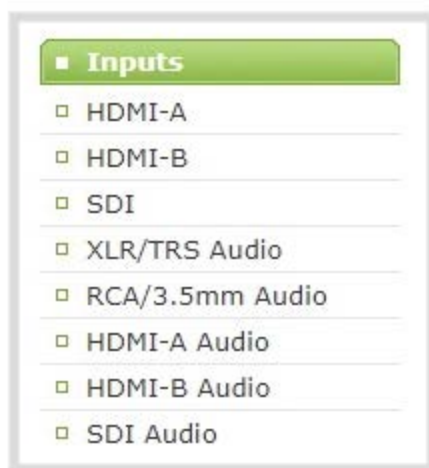 Inputs
HDMI-A
HDMI-B
SDI
XLR/TRS Audio
RCA/3.5mm Audio
HDMI-A Audio
HDMI-B Audio
SDI Audio